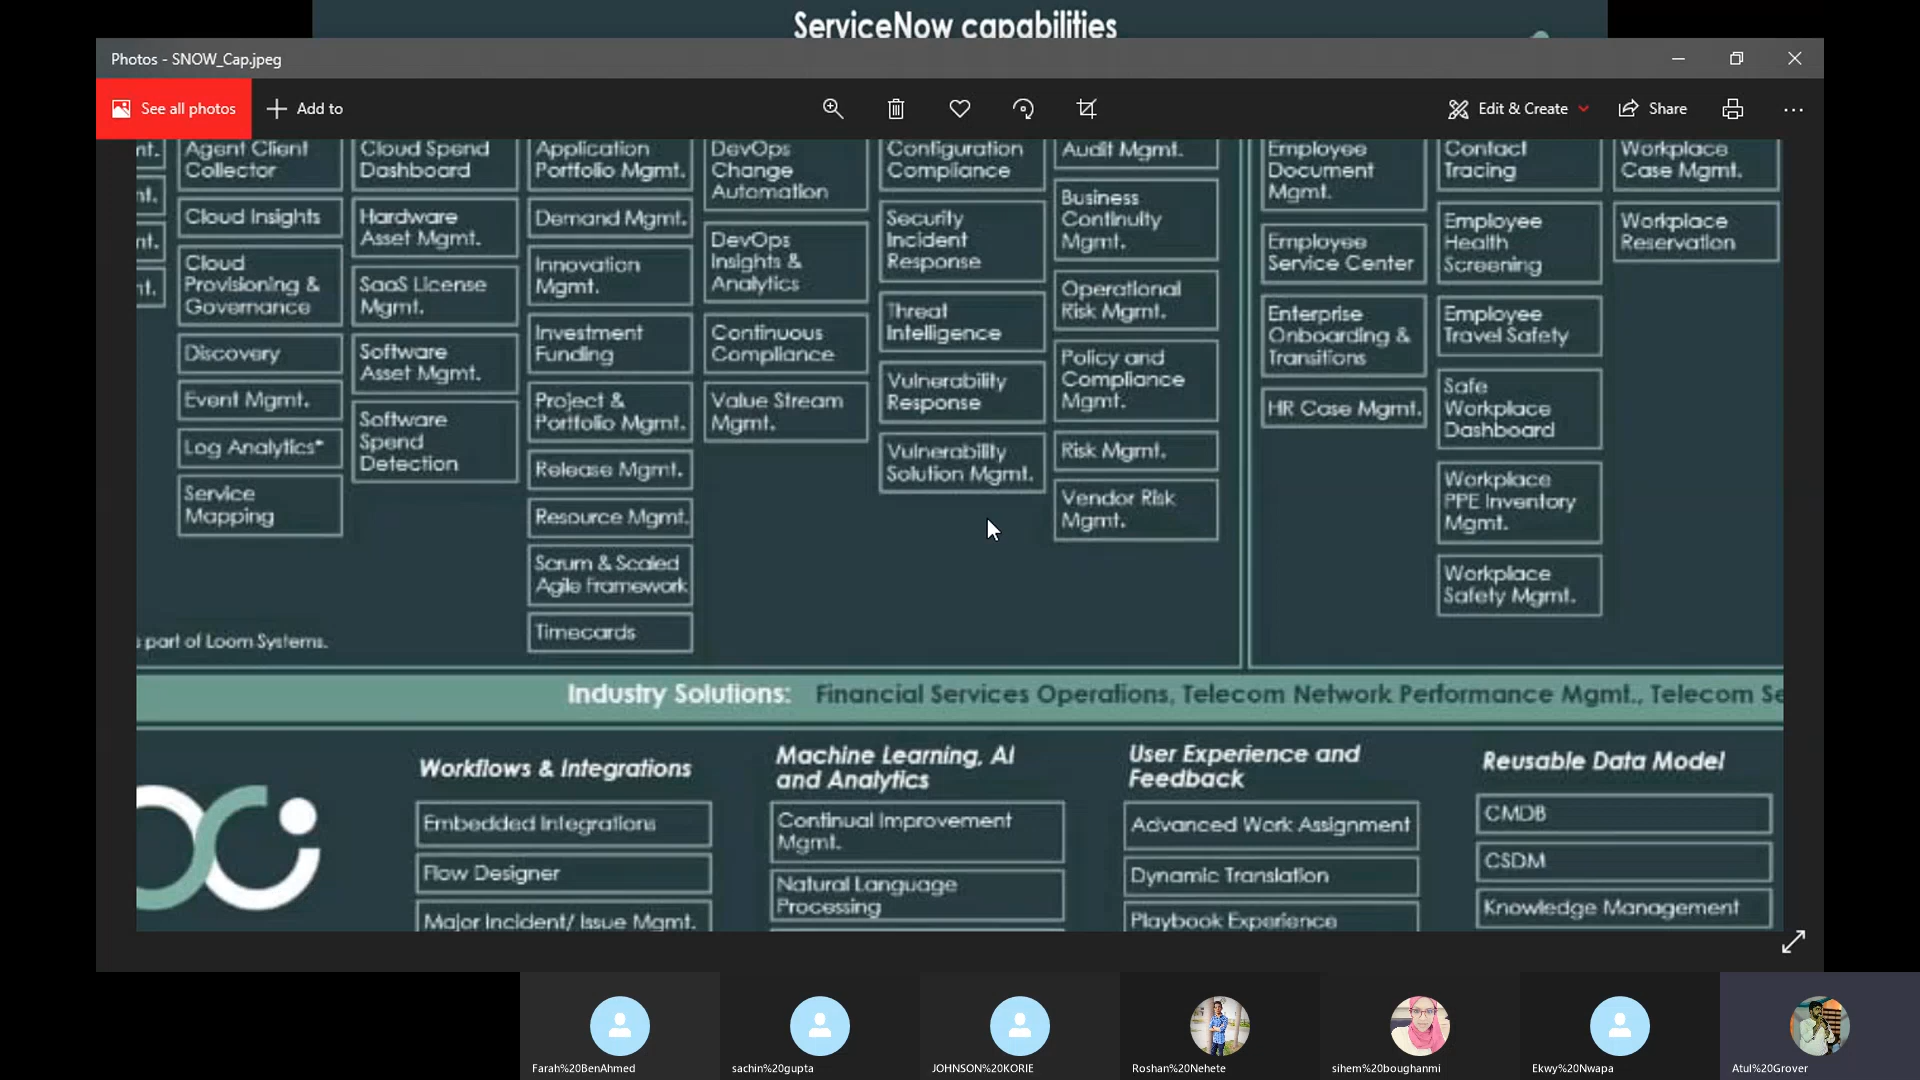 ServiceNow capabilities
Photos - SNOW_Cap.jpeg
See all photos
Add to
Edit & Create
Share
nt.
nt.
nt.
nt.
Agent Client
Collector
Cloud Insights
Cloud
Provisioning &
Governance
Discovery
Event Mgmt.
Log Analytics*
Service
Mapping
Cloud Spend
Dashboard
Hardware
Asset Mgmt.
SaaS License
Mgmt.
Software
Asset Mgmt.
Software
Spend
Detection
Application
Portfolio Mgmt.
Demand Mgmt.
Innovation
Mgmt.
Investment
Funding
Project &
Portfolio Mgmt.
Release Mgmt.
Resource Mgmt.
Scrum & Scaled
Agile Framework
Timecards
DevOps
Change
Automation
DevOps
Insights &
Analytics
Continuous
Compliance
Value Stream
Mgmt.
Configuration
Compliance
Security
Incident
Response
Threat
Intelligence
Vulnerability
Response
Vulnerability
Solution Mgmt.
Audit Mgmt.
Business
Continuity
Mgmt.
Operational
Risk Mgmt.
Policy and
Compliance
Mgmt.
Risk Mgmt.
Vendor Risk
Mgmt.
Employee
Document
Mgmt.
Employee
Service Center
Enterprise
Onboarding &
Transitions
HR Case Mgmt.
Contact
Tracing
Employee
Health
Screening
Employee
Travel Safety
Safe
Workplace
Dashboard
Workplace
PPE Inventory
Mgmt.
Workplace
Safety Mgmt.
Workplace
Case Mgmt.
Workplace
Reservation
part of Loom Systems.
Industry Solutions: Financial Services Operations, Telecom Network Performance Mgmt., Telecom Se
Workflows & Integrations
Embedded Integrations
Flow Designer
Major Incident/ Issue Mgmt.
Machine Learning, AI
and Analytics
Continual Improvement
Mgmt.
Natural Language
Processing
User Experience and
Feedback
Advanced Work Assignment
Dynamic Translation
Playbook Experience
Reusable Data Model
CMDB
CSDM
Knowledge Management
Farah%20BenAhmed
sachin%20gupta
JOHNSON%20KORIE
Roshan%20Nehete
sihem%20boughanmi
Ekwy%20Nwapa
Atul%20Grover